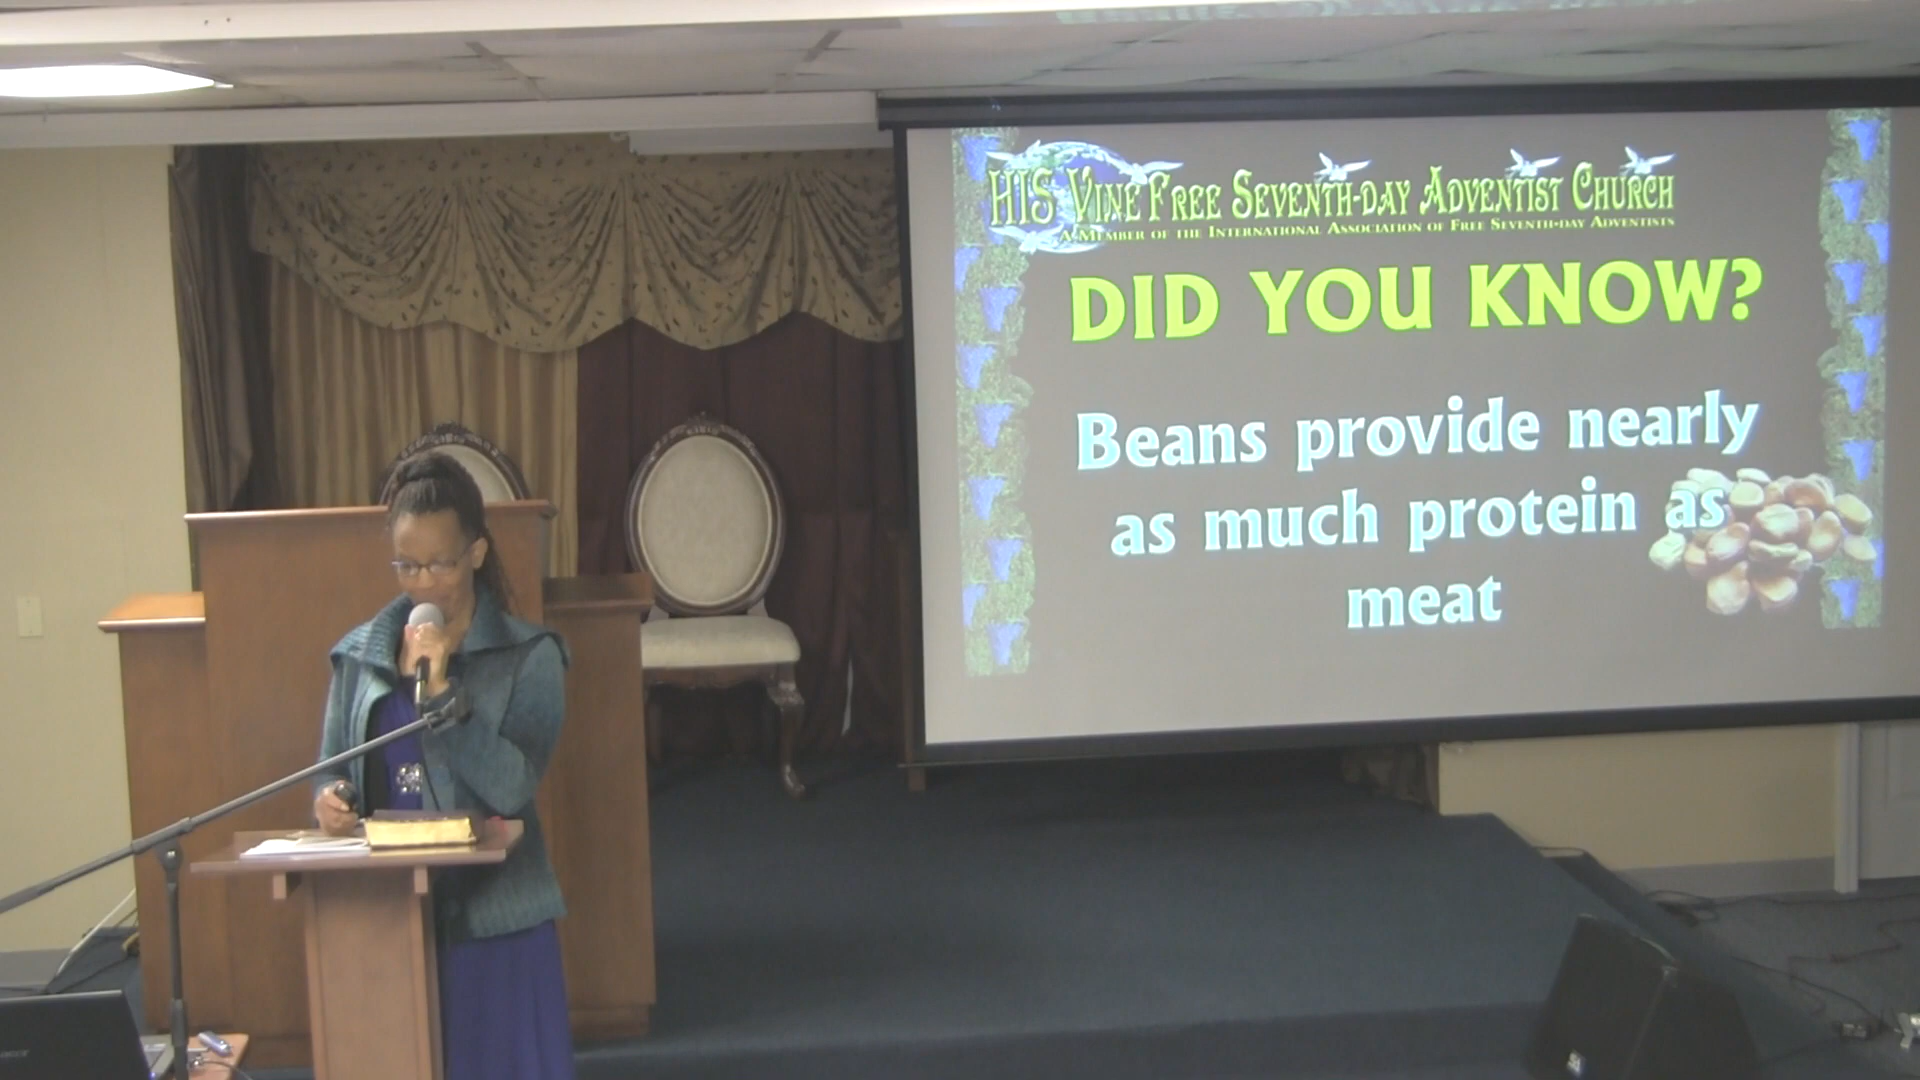 HIS VINE FREE SEVENTH-DAY ADVENTIST CHURCH
A MEMBER OF THE INTERNATIONAL ASSOCIATION OF FREE SEVENTH-DAY ADVENTISTS
DID YOU KNOW?
Beans provide nearly
as much protein as
meat